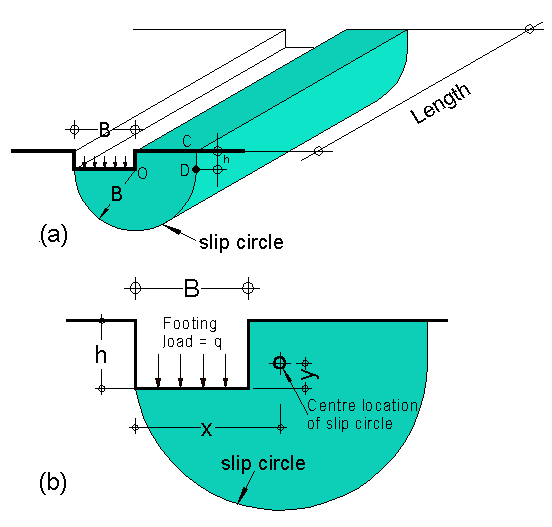 B
C
h
O
D
B
Length
slip circle
(a)
B
Footing
load = q
h
y
Centre location
of slip circle
x
slip circle
(b)